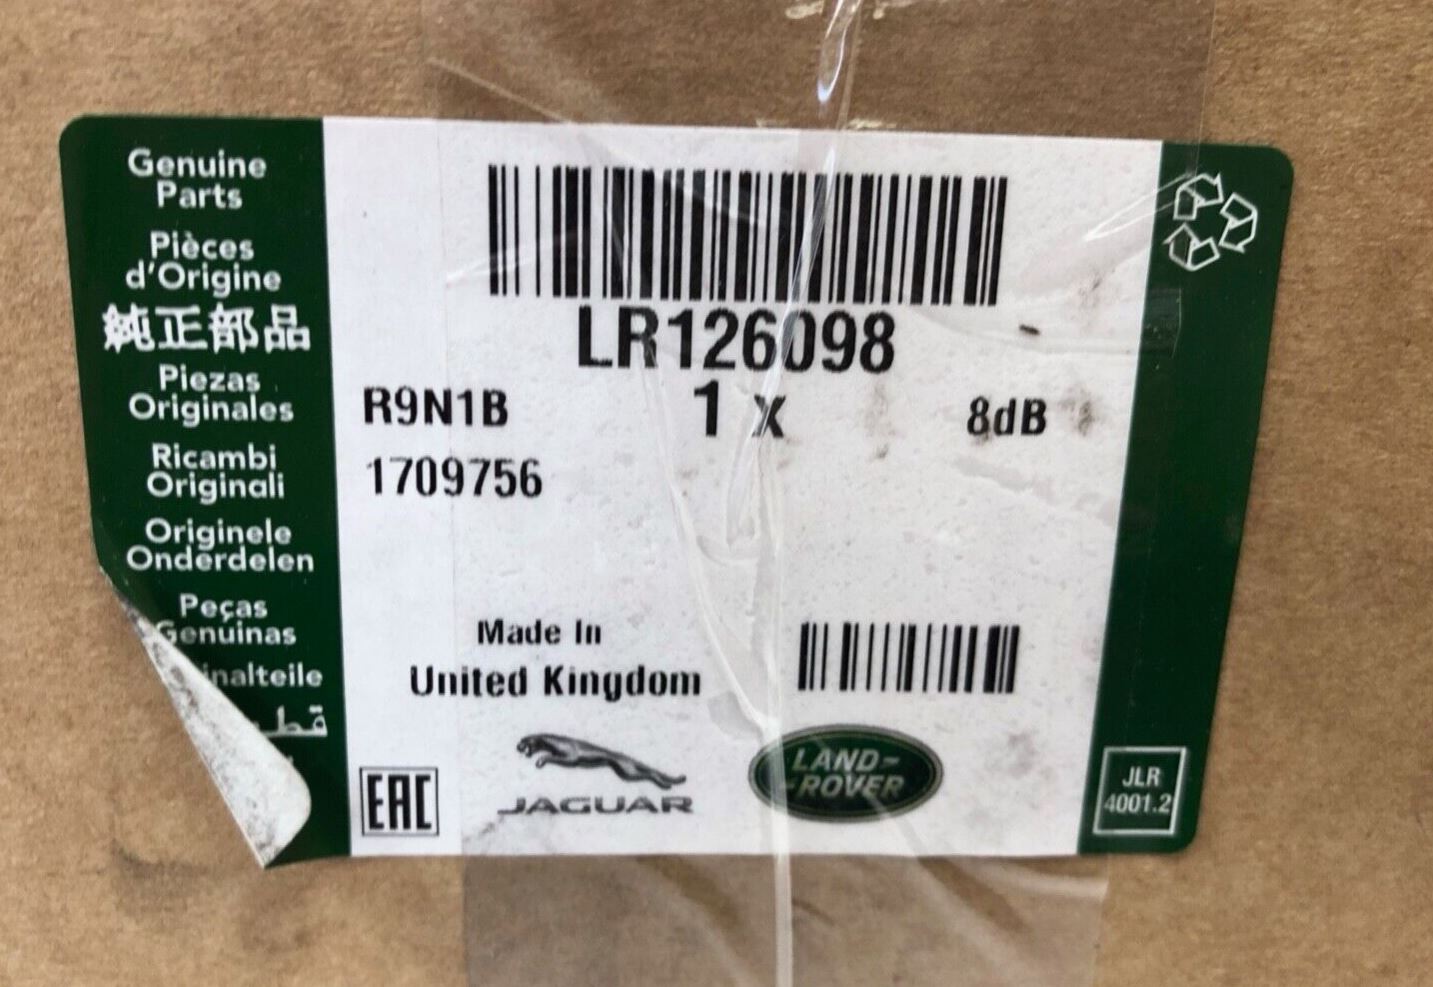 Genuine
Parts
Pièces
d'Origine
純正部品
Piezas
Originales
Ricambi
Originali
Originele
Onderdelen
Peças
Genuinas
LR126098
R9N1B
1 x
8dB
1709756
Made In
United Kingdom
EAC
JAGUAR
LAND-
-ROVER
JLR
4001.2